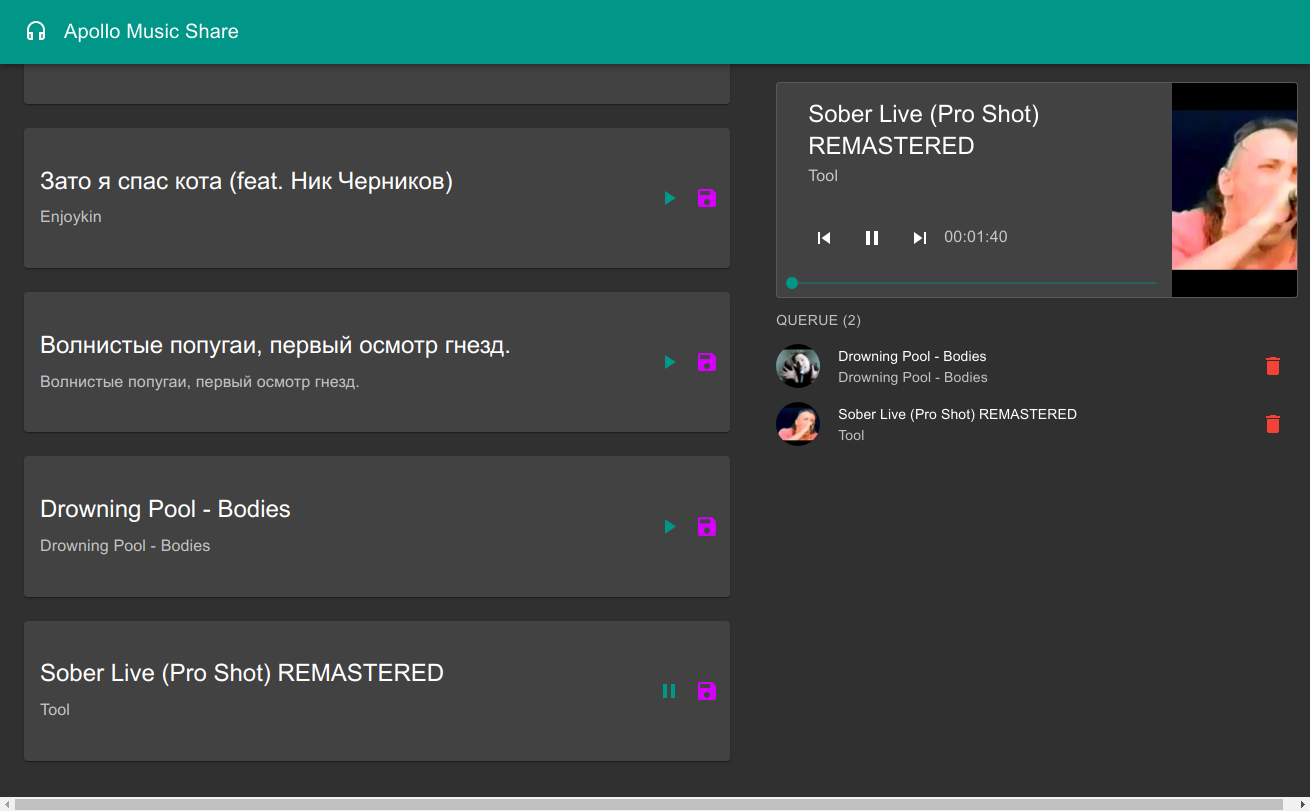 Apollo Music Share
Зато я спас кота (feat. Ник Черников)
Enjoykin
Волнистые попугаи, первый осмотр гнезд.
Волнистые попугаи, первый осмотр гнезд.
Drowning Pool - Bodies
Drowning Pool - Bodies
Sober Live (Pro Shot) REMASTERED
Tool
Sober Live (Pro Shot)
REMASTERED
Tool
00:01:40
QUERUE (2)
Drowning Pool - Bodies
Drowning Pool - Bodies
Sober Live (Pro Shot) REMASTERED
Tool